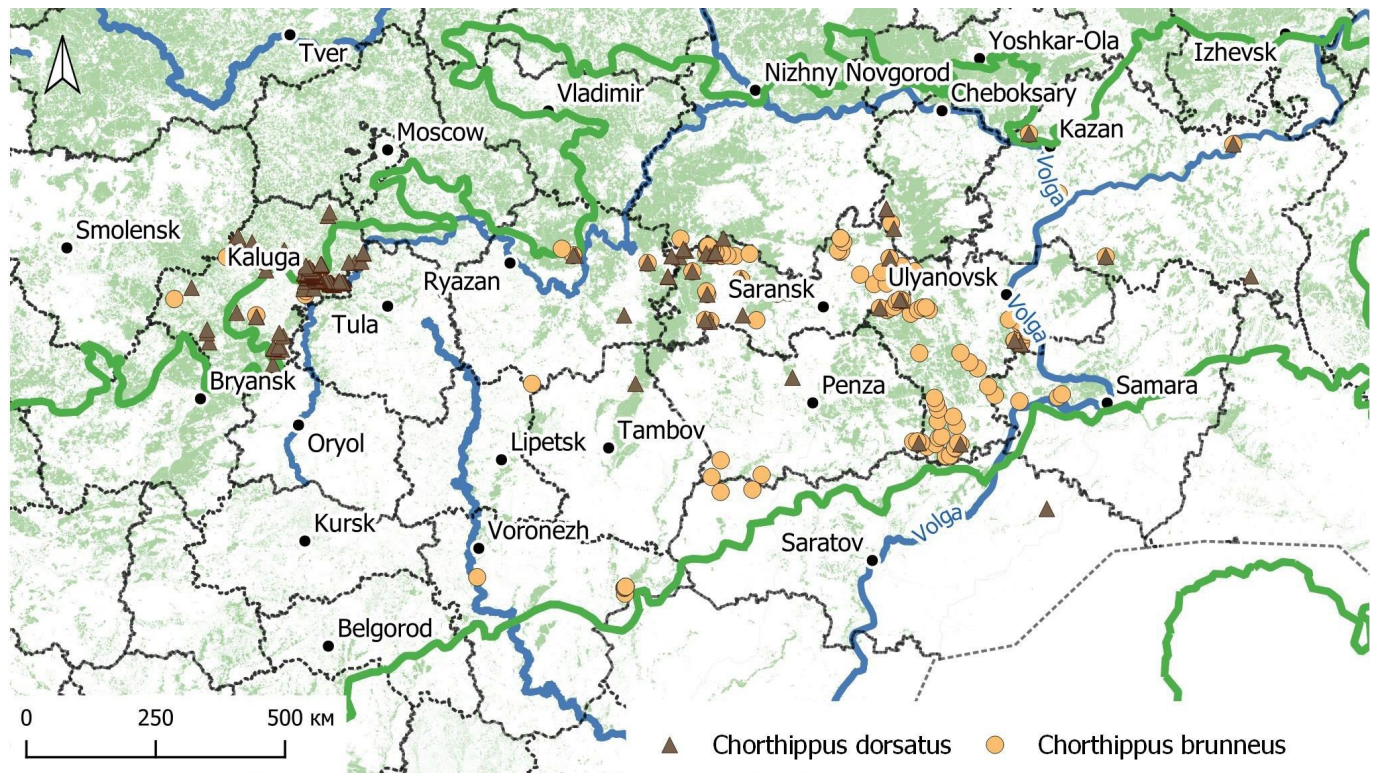 Tver
Yoshkar-Ola
Izhevsk
Nizhny Novgorod
Vladimir
Cheboksary
Moscow
Kazan
Volga
Smolensk
Kaluga
Ryazan
Ulyanovsk
Saransk
Tula
Volga
Bryansk
Penza
Samara
Oryol
Lipetsk
Tambov
Kursk
Voronezh
Volga
Saratov
Belgorod
0 250 500 км
Chorthippus dorsatus
Chorthippus brunneus